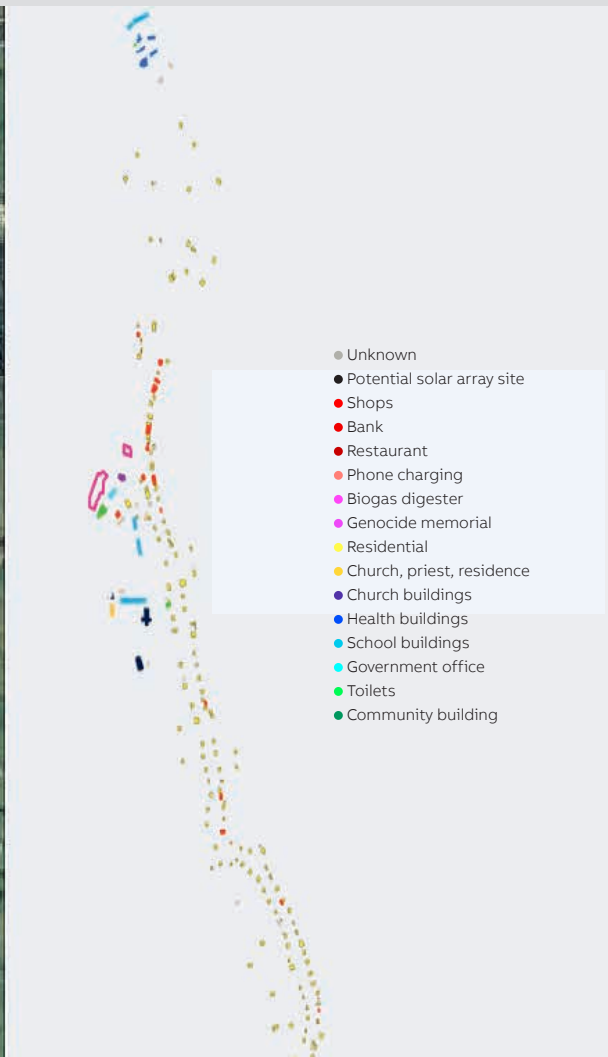 Unknown
Potential solar array site
Shops
Bank
Restaurant
Phone charging
Biogas digester
Genocide memorial
Residential
Church, priest, residence
Church buildings
Health buildings
School buildings
Government office
Toilets
Community building